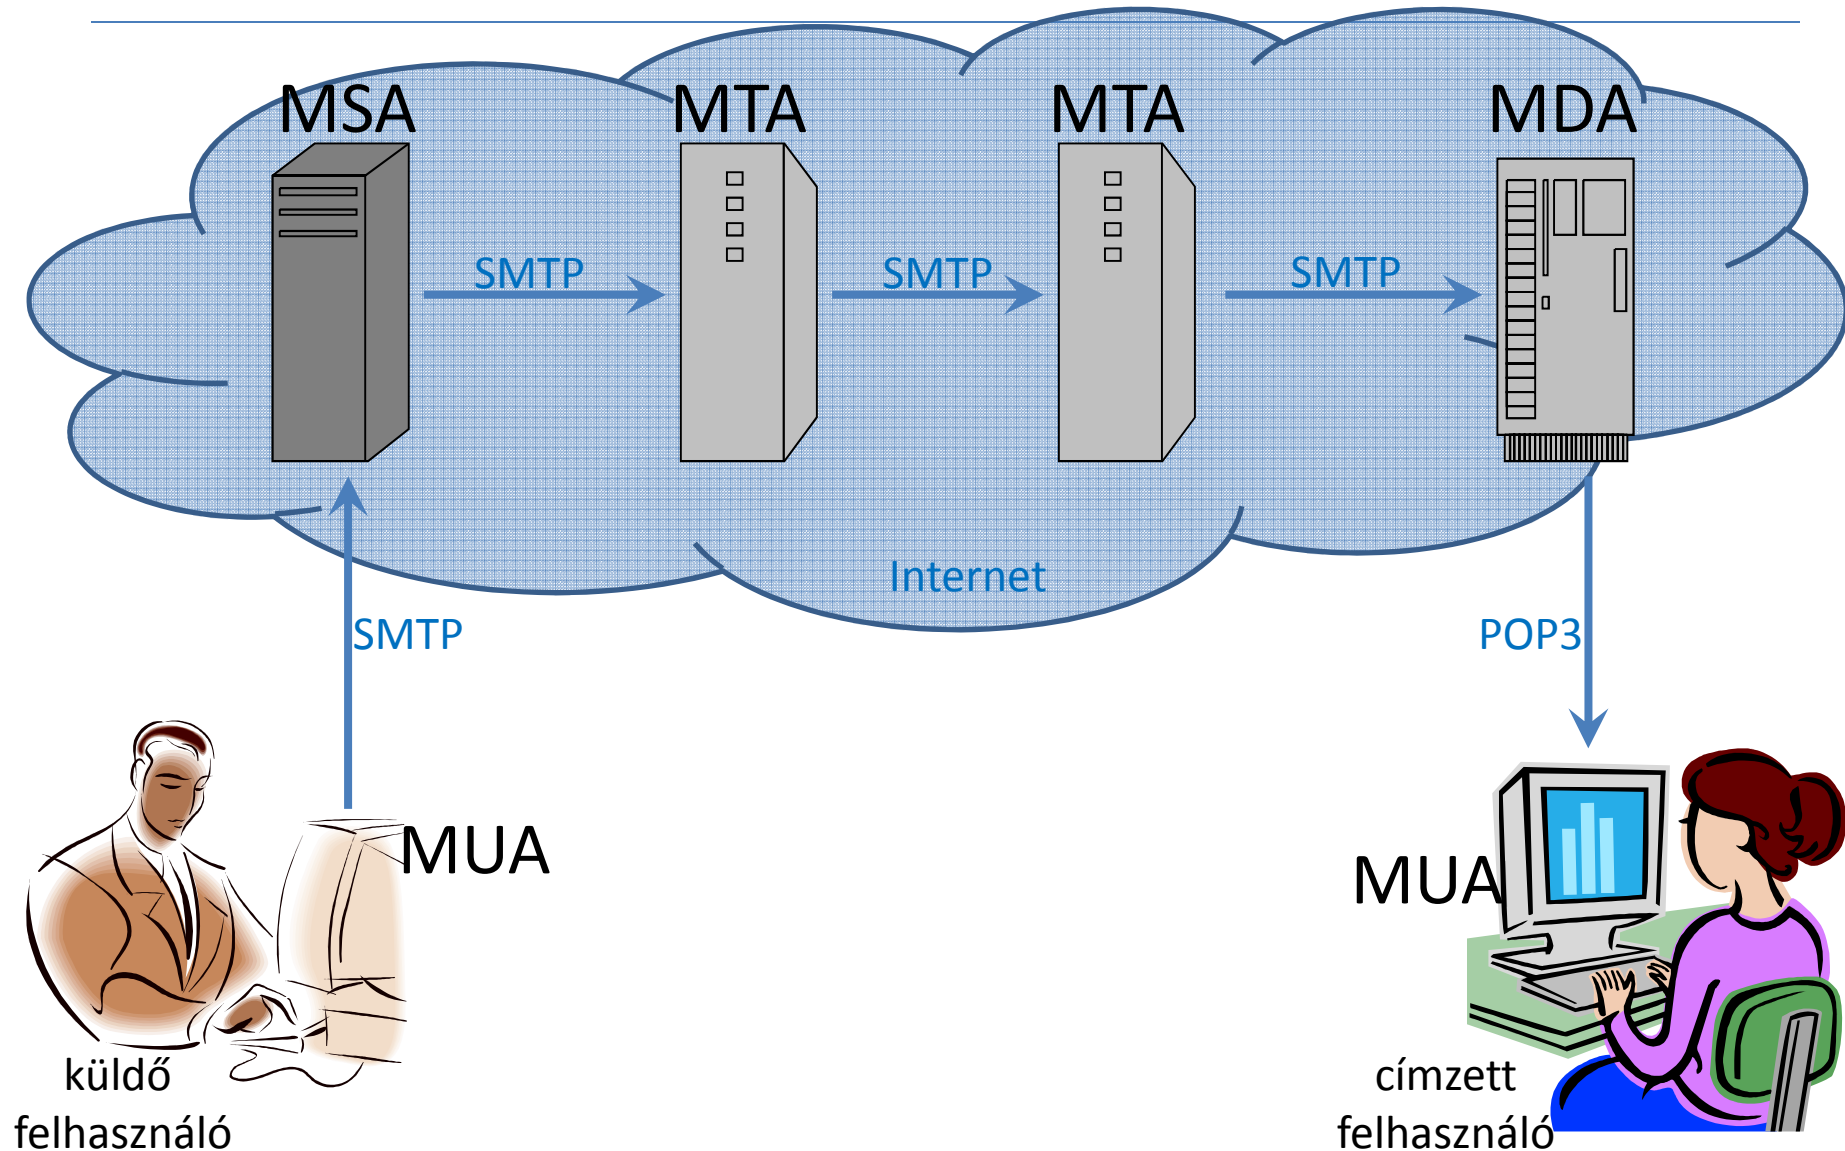 MSA MTA MTA MDA
SMTP SMTP SMTP
Internet
SMTP POP3
MUA MUA
küldő
felhasználó
címzett
felhasználó